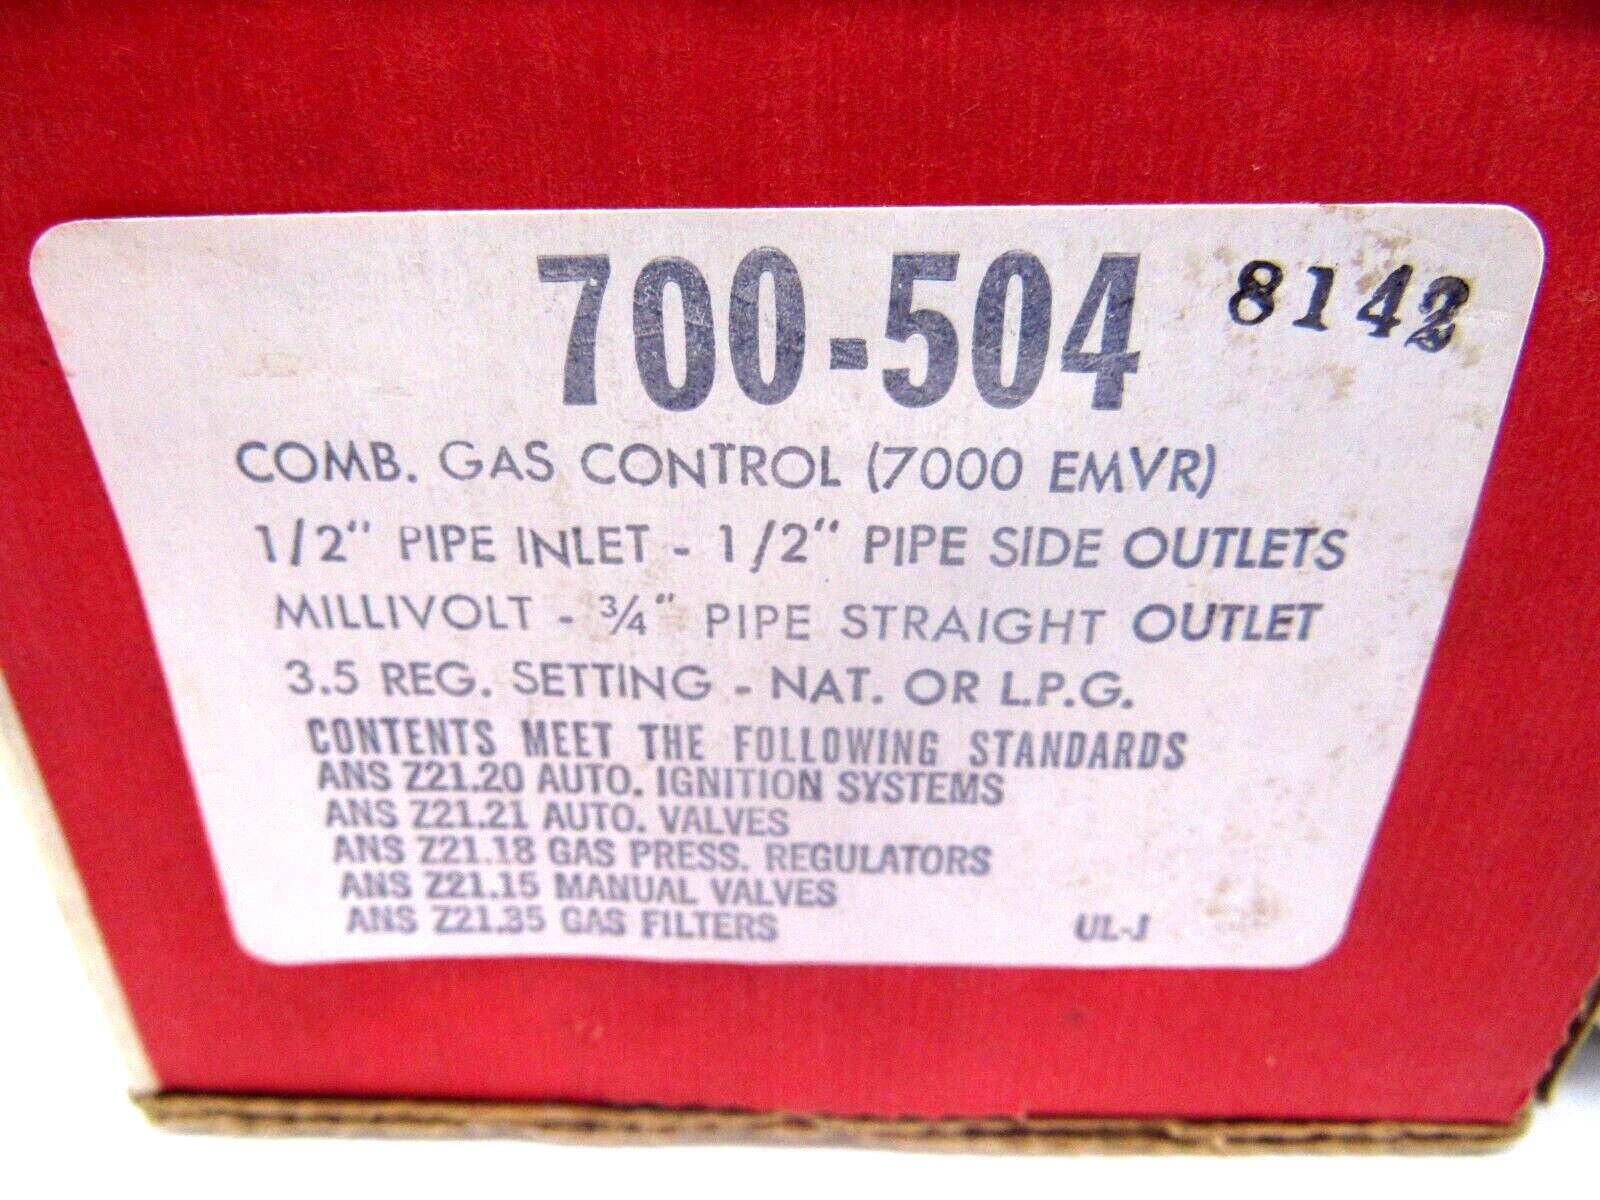 700-504 8142
COMB. GAS CONTROL (7000 EMVR)
1/2" PIPE INLET - 1/2" PIPE SIDE OUTLETS
MILLIVOLT - ¾" PIPE STRAIGHT OUTLET
3.5 REG. SETTING - NAT. OR L.P.G.
CONTENTS MEET THE FOLLOWING STANDARDS
ANS Z21.20 AUTO. IGNITION SYSTEMS
ANS Z21.21 AUTO. VALVES
ANS Z21.18 GAS PRESS. REGULATORS
ANS Z21.15 MANUAL VALVES
ANS Z21.35 GAS FILTERS UL-J